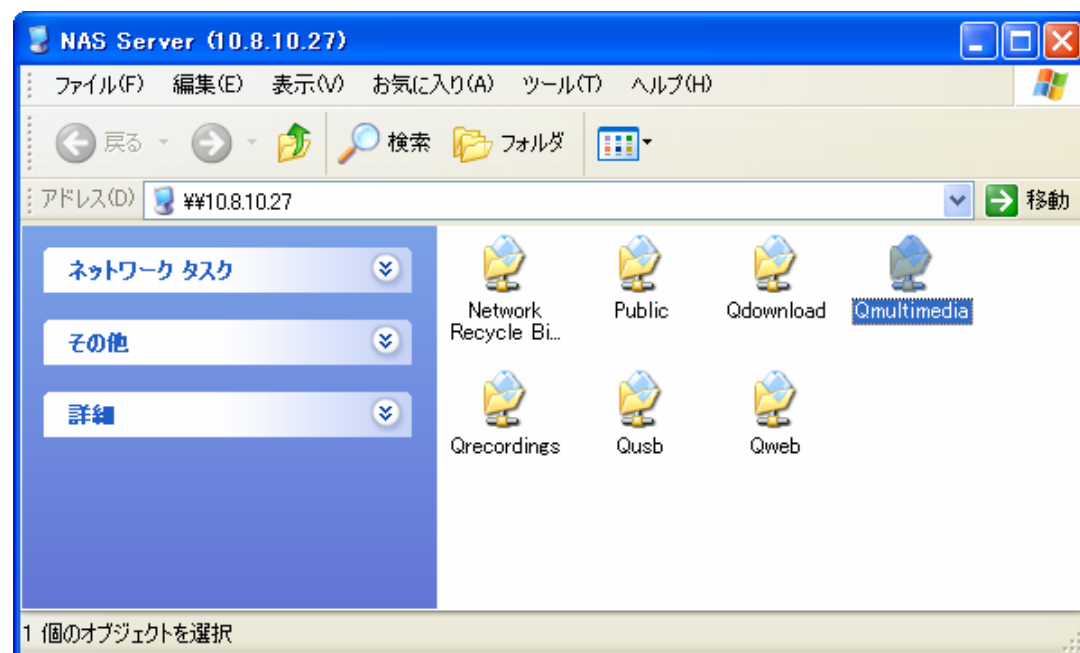 NAS Server (10.8.10.27)
ファイル(F) 編集(E) 表示(V) お気に入り(A) ツール(T) ヘルプ(H)
戻る 検索 フォルダ
アドレス(D) ¥¥10.8.10.27 移動
ネットワーク タスク
その他
詳細
Network Recycle Bi...
Public
Qdownload
Qmultimedia
Qrecordings
Qusb
Qweb
1 個のオブジェクトを選択